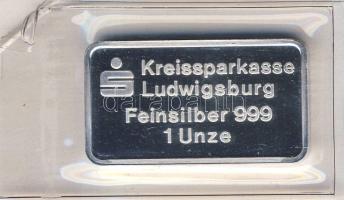 Kreissparkasse
Ludwigsburg
Feinsilber 999
1 Unze